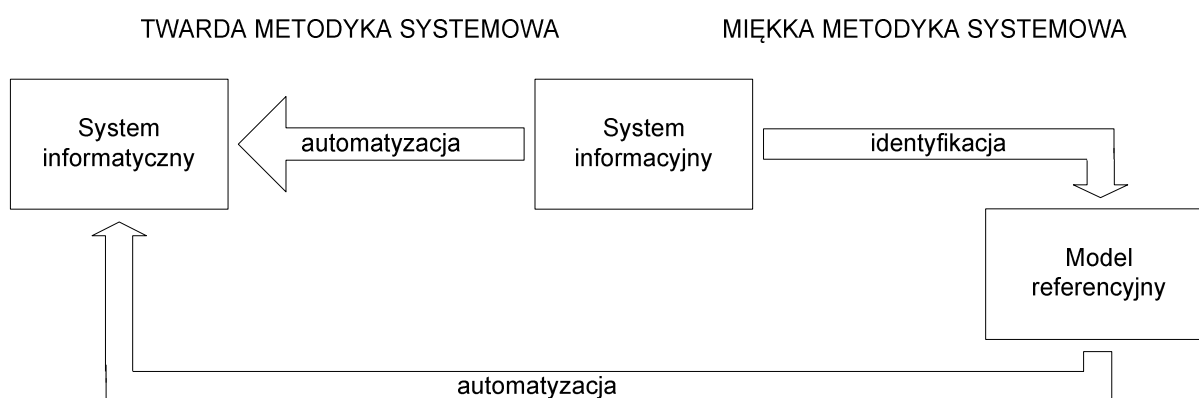 TWARDA METODYKA SYSTEMOWA
MIĘKKA METODYKA SYSTEMOWA
System
informatyczny
automatyzacja
System
informacyjny
identyfikacja
Model
referencyjny
automatyzacja